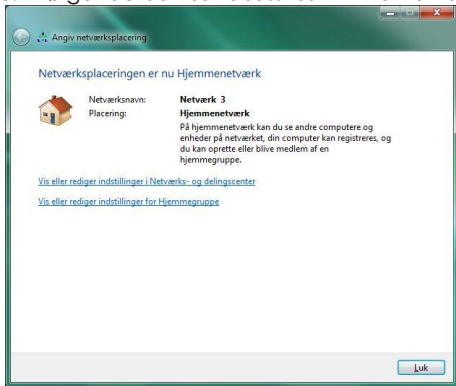 Angiv netværksplacering
Netværksplaceringen er nu Hjemmenetværk
Netværksnavn: Netværk 3
Placering: Hjemmenetværk
På hjemmenetværk kan du se andre computere og
enheder på netværket, din computer kan registreres, og
du kan oprette eller blive medlem af en
hjemmegruppe.
Vis eller rediger indstillinger i Netværks- og delingscenter
Vis eller rediger indstillinger for Hjemmegruppe
Luk